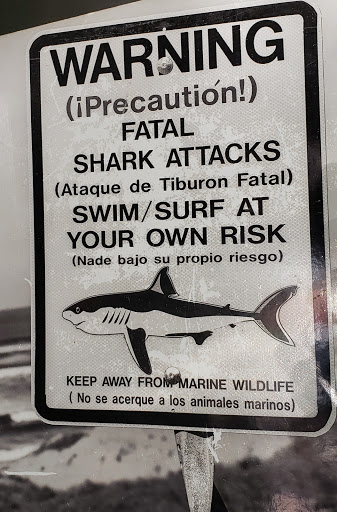 WARNING
(¡Precautión!)
FATAL
SHARK ATTACKS
(Ataque de Tiburon Fatal)
SWIM/SURF AT
YOUR OWN RISK
(Nade bajo su propio riesgo)
KEEP AWAY FROM MARINE WILDLIFE
( No se acerque a los animales marinos)